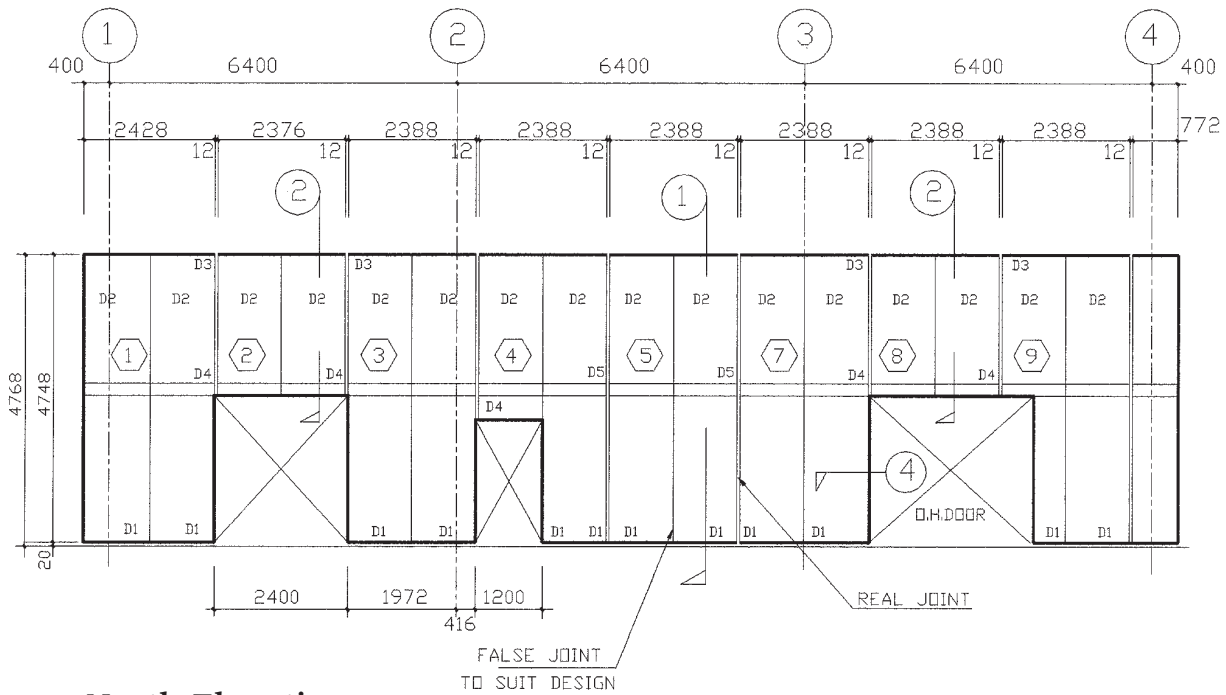 1 2 3 4
400 6400 6400 6400 400
2428 2376 2388 2388 2388 2388 2388 2388 772
12 12 12 12 12 12 12 12
2 1 2
D3 D3 D3 D3
D2 D2 D2 D2 D2 D2 D2 D2 D2 D2 D2 D2 D2 D2 D2 D2
1 2 3 4 5 7 8 9
D4 D4 D5 D5 D4 D4
4768 4748
D4
4
O.H.DOOR
D1 D1 D1 D1 D1 D1 D1 D1 D1 D1 D1 D1
20
2400 1972 1200
416
REAL JOINT
FALSE JOINT
TO SUIT DESIGN